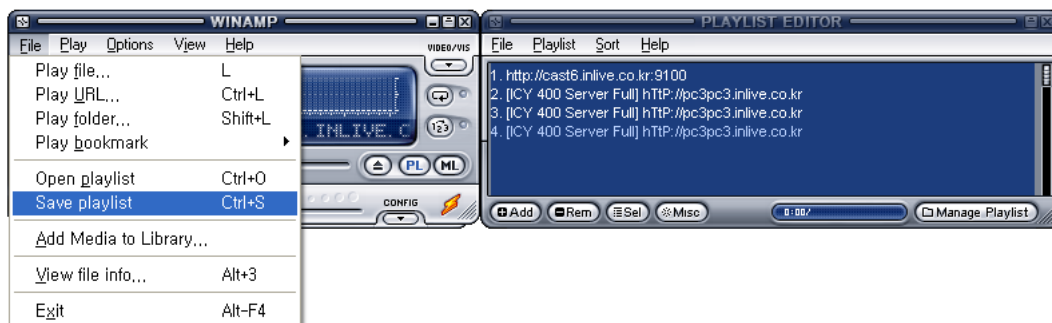 WINAMP
File Play Options View Help
VIDEO/VIS
Play file... L
Play URL... Ctrl+L
Play folder... Shift+L
Play bookmark
Open playlist Ctrl+O
Save playlist Ctrl+S
Add Media to Library...
View file info... Alt+3
Exit Alt-F4
.INLIVE.C
PL ML
CONFIG
PLAYLIST EDITOR
File Playlist Sort Help
1. http://cast6.inlive.co.kr:9100
2. [ICY 400 Server Full] hTtP://pc3pc3.inlive.co.kr
3. [ICY 400 Server Full] hTtP://pc3pc3.inlive.co.kr
4. [ICY 400 Server Full] hTtP://pc3pc3.inlive.co.kr
Add Rem Sel Misc 0:00/ Manage Playlist